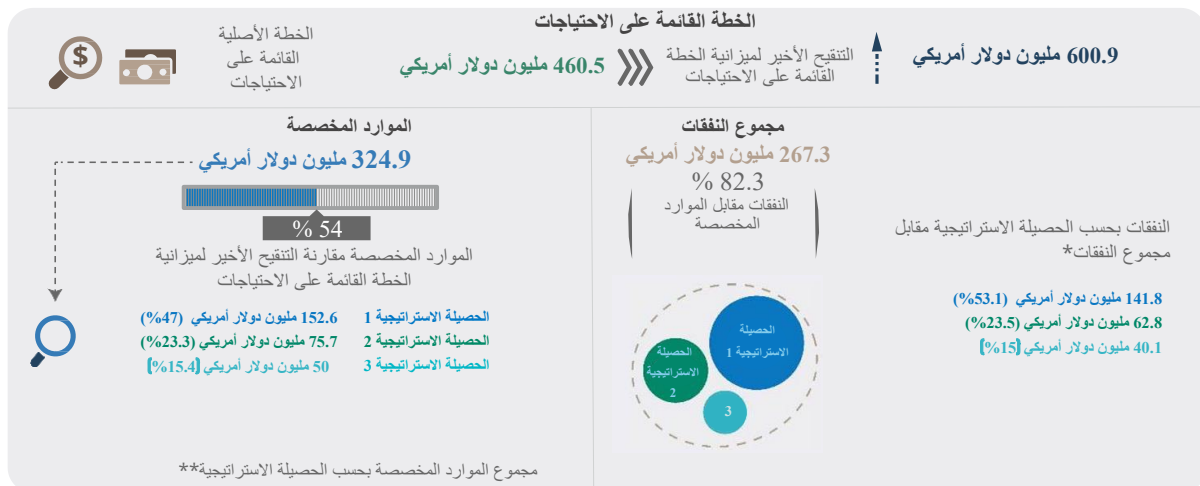 الخطة القائمة على الاحتياجات
الخطة الأصلية
القائمة على
الاحتياجات
460.5 مليون دولار أمريكي
التنقيح الأخير لميزانية الخطة
القائمة على الاحتياجات
600.9 مليون دولار أمريكي
الموارد المخصصة
324.9 مليون دولار أمريكي
% 54
الموارد المخصصة مقارنة التنقيح الأخير لميزانية
الخطة القائمة على الاحتياجات
الحصيلة الاستراتيجية 1 152.6 مليون دولار أمريكي (47%)
الحصيلة الاستراتيجية 2 75.7 مليون دولار أمريكي (23.3%)
الحصيلة الاستراتيجية 3 50 مليون دولار أمريكي (15.4%)
مجموع الموارد المخصصة بحسب الحصيلة الاستراتيجية**
مجموع النفقات
267.3 مليون دولار أمريكي
% 82.3
النفقات مقابل الموارد
المخصصة
الحصيلة
الاستراتيجية 1
الحصيلة
الاستراتيجية
2
3
النفقات بحسب الحصيلة الاستراتيجية مقابل
مجموع النفقات*
141.8 مليون دولار أمريكي (53.1%)
62.8 مليون دولار أمريكي (23.5%)
40.1 مليون دولار أمريكي (15%)